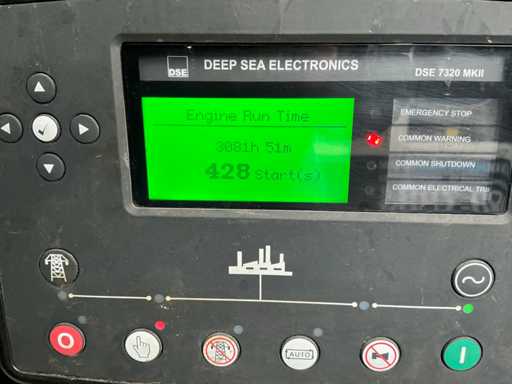 DSE DEEP SEA ELECTRONICS
DSE 7320 MKII
Engine Run Time
3081h 51m
428 Start(s)
EMERGENCY STOP
COMMON WARNING
COMMON SHUTDOWN
COMMON ELECTRICAL TRIP
AUTO